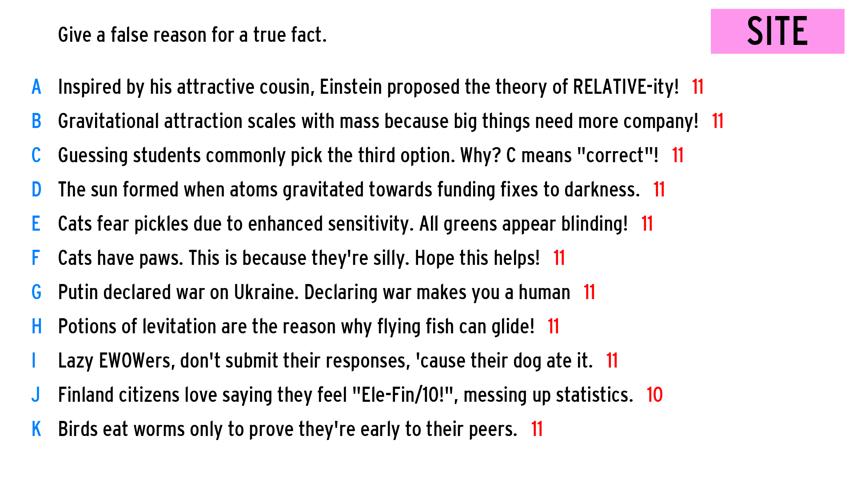 Give a false reason for a true fact.
SITE
A Inspired by his attractive cousin, Einstein proposed the theory of RELATIVE-ity! 11
B Gravitational attraction scales with mass because big things need more company! 11
C Guessing students commonly pick the third option. Why? C means "correct"! 11
D The sun formed when atoms gravitated towards funding fixes to darkness. 11
E Cats fear pickles due to enhanced sensitivity. All greens appear blinding! 11
F Cats have paws. This is because they're silly. Hope this helps! 11
G Putin declared war on Ukraine. Declaring war makes you a human 11
H Potions of levitation are the reason why flying fish can glide! 11
I Lazy EWOWers, don't submit their responses, 'cause their dog ate it. 11
J Finland citizens love saying they feel "Ele-Fin/10!", messing up statistics. 10
K Birds eat worms only to prove they're early to their peers. 11